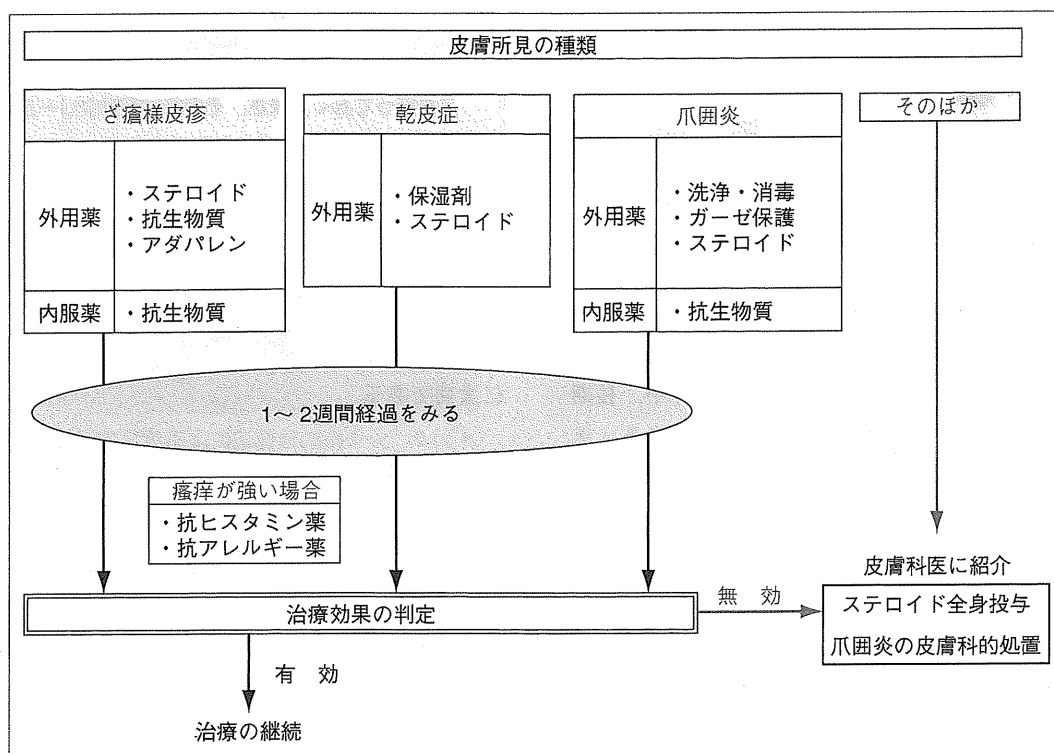 皮膚所見の種類
ざ瘡様皮疹
外用薬
・ステロイド
・抗生物質
・アダパレン
内服薬
・抗生物質
乾皮症
外用薬
・保湿剤
・ステロイド
爪囲炎
外用薬
・洗浄・消毒
・ガーゼ保護
・ステロイド
内服薬
・抗生物質
そのほか
1～2週間経過をみる
瘙痒が強い場合
・抗ヒスタミン薬
・抗アレルギー薬
治療効果の判定
無　効
皮膚科医に紹介
ステロイド全身投与
爪囲炎の皮膚科的処置
有　効
治療の継続